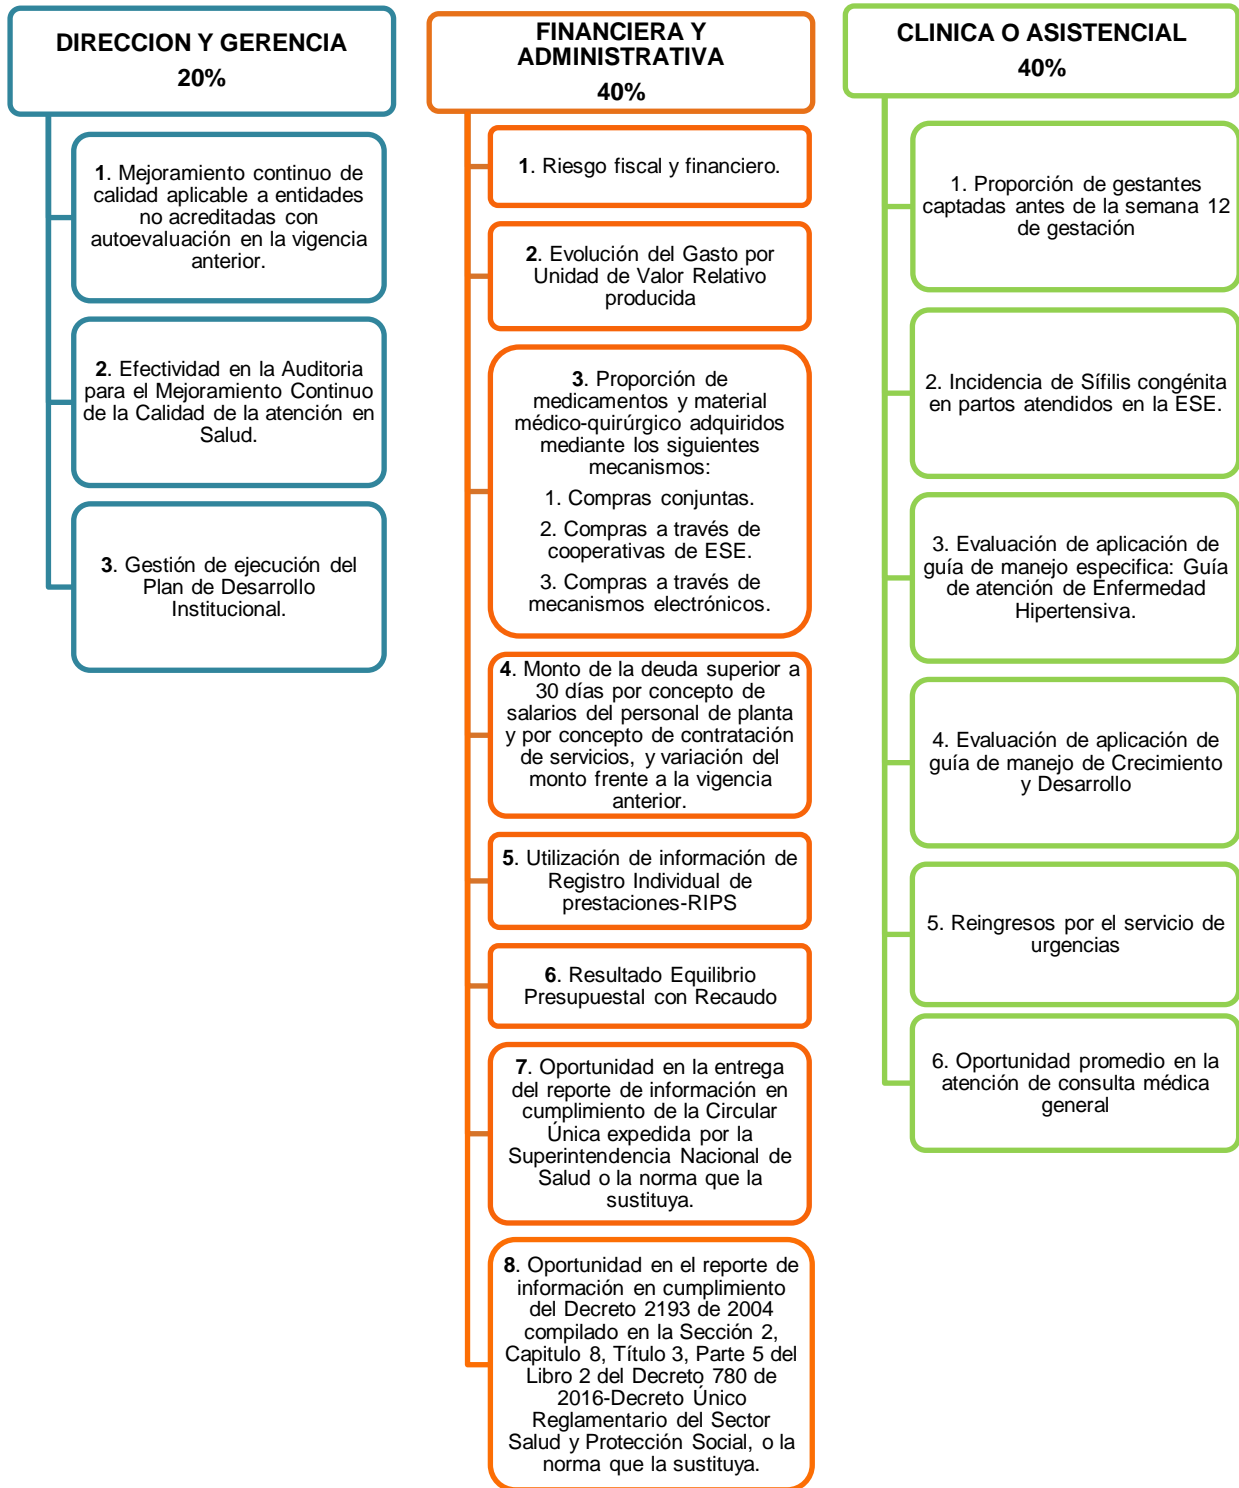 DIRECCION Y GERENCIA
20%
1. Mejoramiento continuo de
calidad aplicable a entidades
no acreditadas con
autoevaluación en la vigencia
anterior.
2. Efectividad en la Auditoria
para el Mejoramiento Continuo
de la Calidad de la atención en
Salud.
3. Gestión de ejecución del
Plan de Desarrollo
Institucional.
FINANCIERA Y
ADMINISTRATIVA
40%
1. Riesgo fiscal y financiero.
2. Evolución del Gasto por
Unidad de Valor Relativo
producida
3. Proporción de
medicamentos y material
médico-quirúrgico adquiridos
mediante los siguientes
mecanismos:
1. Compras conjuntas.
2. Compras a través de
cooperativas de ESE.
3. Compras a través de
mecanismos electrónicos.
4. Monto de la deuda superior a
30 días por concepto de
salarios del personal de planta
y por concepto de contratación
de servicios, y variación del
monto frente a la vigencia
anterior.
5. Utilización de información de
Registro Individual de
prestaciones-RIPS
6. Resultado Equilibrio
Presupuestal con Recaudo
7. Oportunidad en la entrega
del reporte de información en
cumplimiento de la Circular
Única expedida por la
Superintendencia Nacional de
Salud o la norma que la
sustituya.
8. Oportunidad en el reporte de
información en cumplimiento
del Decreto 2193 de 2004
compilado en la Sección 2,
Capitulo 8, Título 3, Parte 5 del
Libro 2 del Decreto 780 de
2016-Decreto Único
Reglamentario del Sector
Salud y Protección Social, o la
norma que la sustituya.
CLINICA O ASISTENCIAL
40%
1. Proporción de gestantes
captadas antes de la semana 12
de gestación
2. Incidencia de Sífilis congénita
en partos atendidos en la ESE.
3. Evaluación de aplicación de
guía de manejo especifica: Guía
de atención de Enfermedad
Hipertensiva.
4. Evaluación de aplicación de
guía de manejo de Crecimiento
y Desarrollo
5. Reingresos por el servicio de
urgencias
6. Oportunidad promedio en la
atención de consulta médica
general